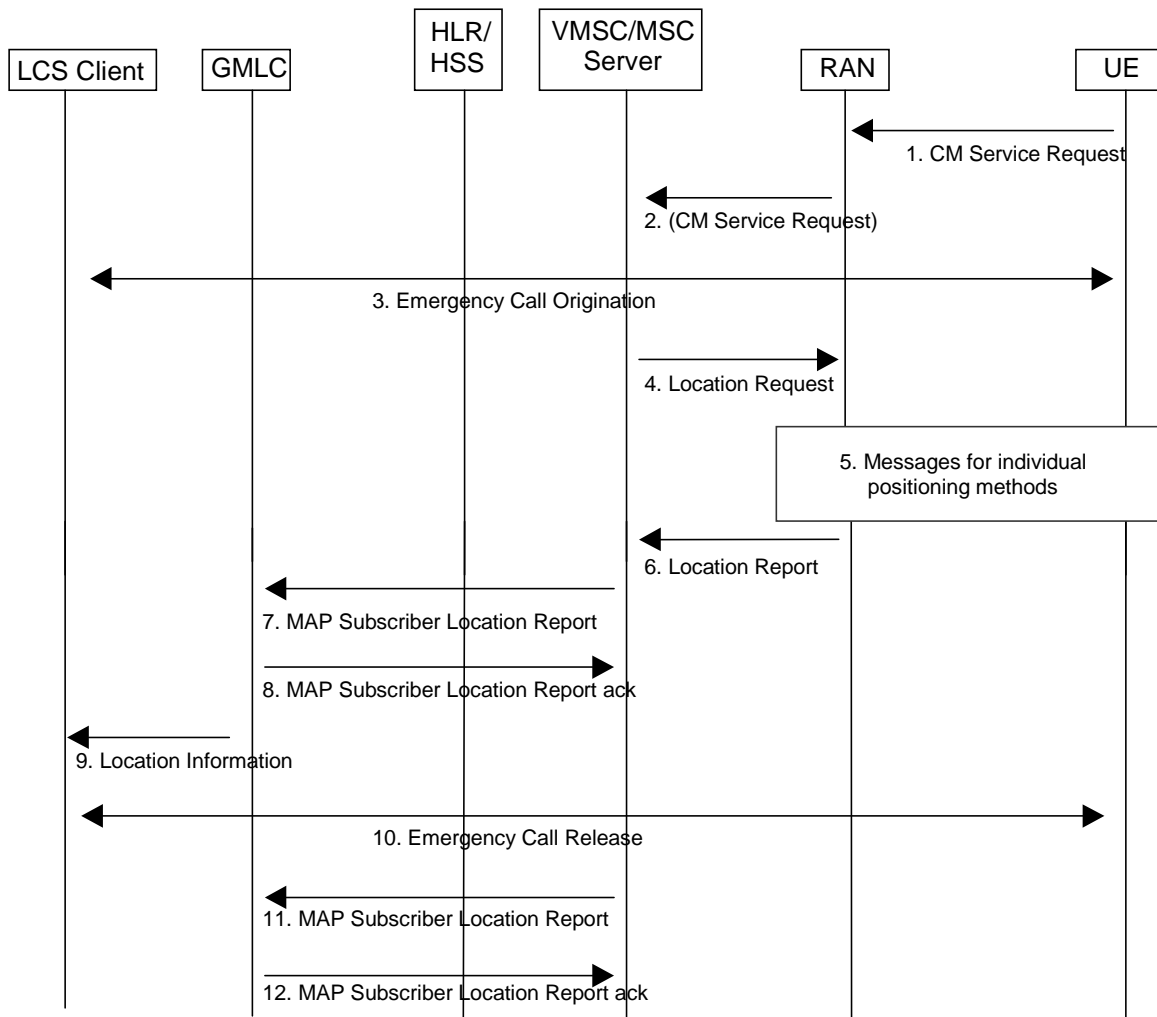 LCS Client
GMLC
HLR/
HSS
VMSC/MSC
Server
RAN
UE
1. CM Service Request
2. (CM Service Request)
3. Emergency Call Origination
4. Location Request
5. Messages for individual
positioning methods
6. Location Report
7. MAP Subscriber Location Report
8. MAP Subscriber Location Report ack
9. Location Information
10. Emergency Call Release
11. MAP Subscriber Location Report
12. MAP Subscriber Location Report ack